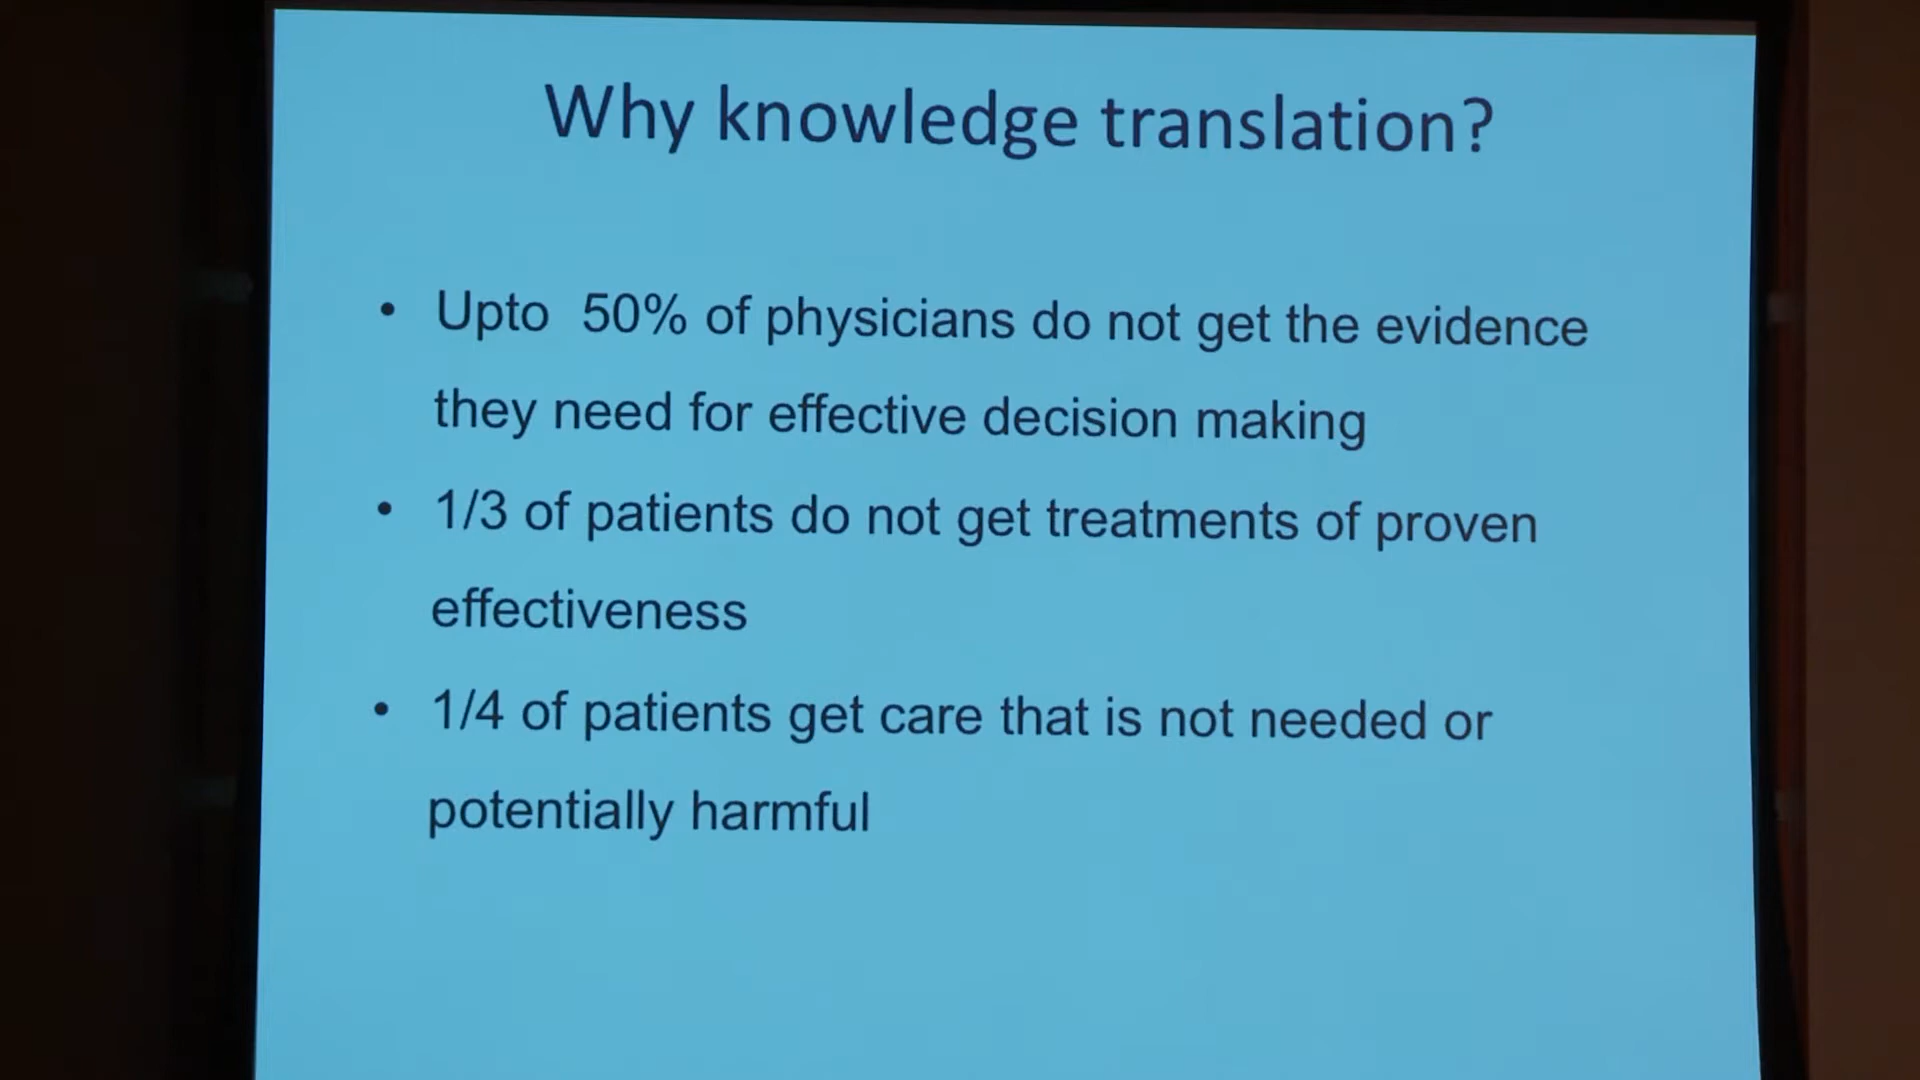 Why knowledge translation?
• Upto 50% of physicians do not get the evidence
they need for effective decision making
• 1/3 of patients do not get treatments of proven
effectiveness
• 1/4 of patients get care that is not needed or
potentially harmful